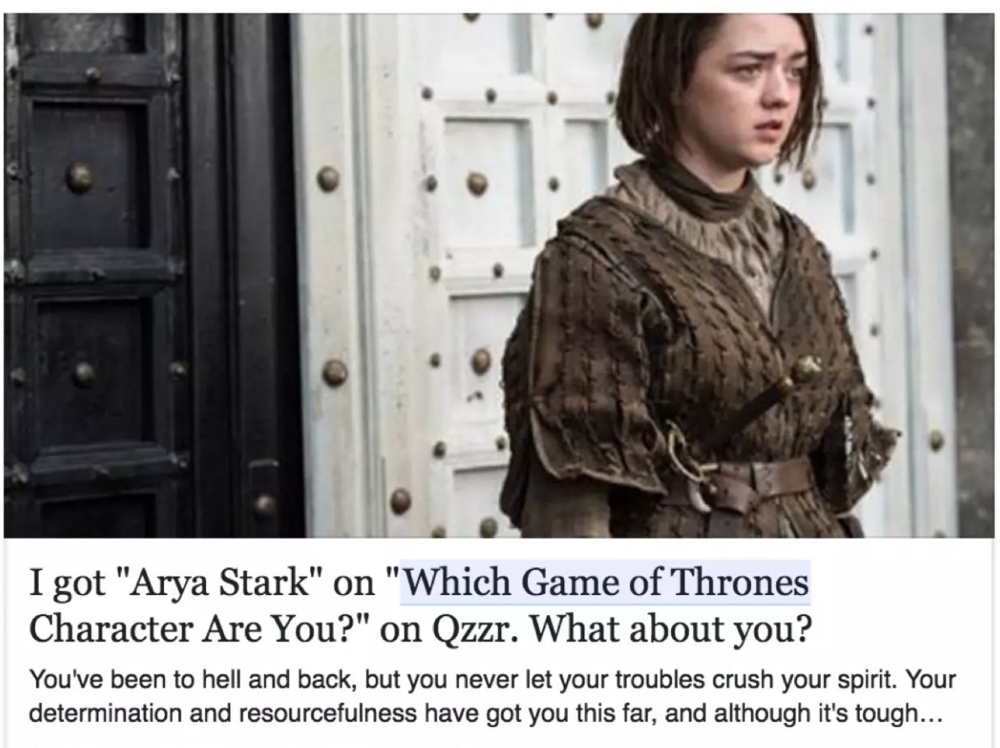 I got "Arya Stark" on "Which Game of Thrones
Character Are You?" on Qzzr. What about you?
You've been to hell and back, but you never let your troubles crush your spirit. Your
determination and resourcefulness have got you this far, and although it's tough...